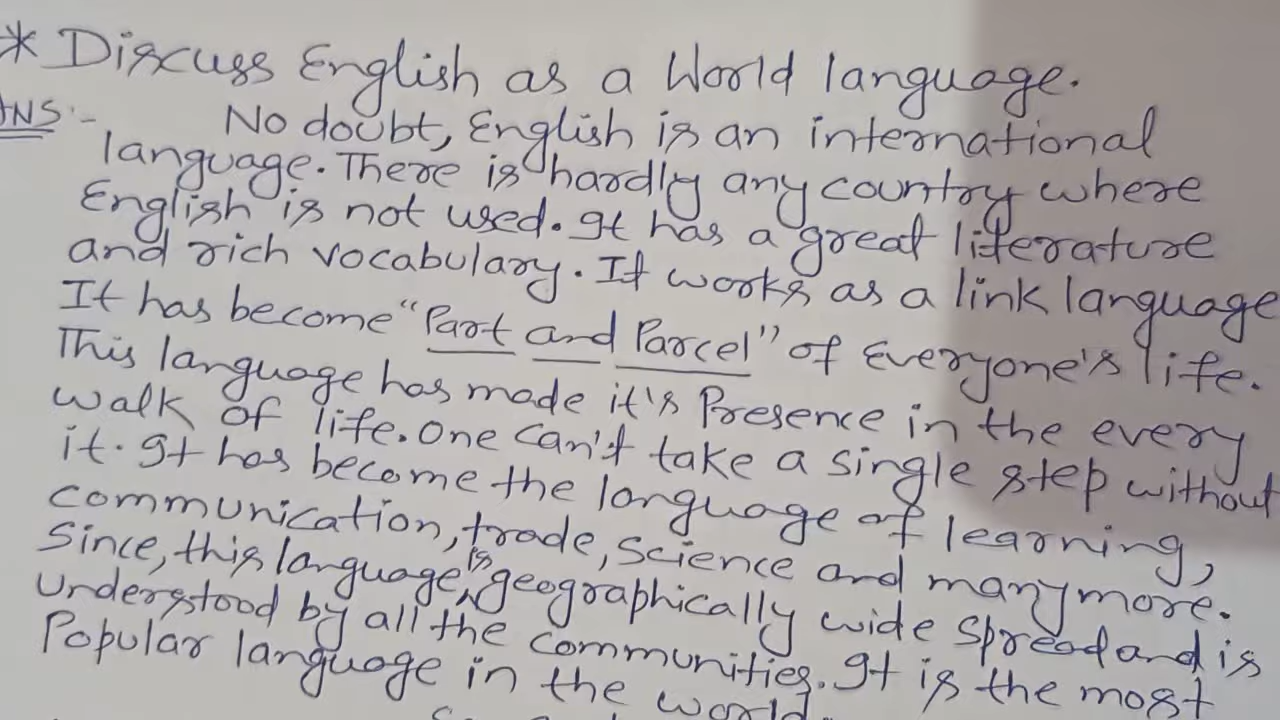 * Discuss English as a World language.
ANS:-
No doubt, English is an international
language. There is hardly any country where
English is not used. It has a great literature
and rich vocabulary. It works as a link language
It has become "Part and Parcel" of everyone's life.
This language has made it's Presence in the every
walk of life. One can't take a single step without
it. It has become the language of learning,
communication, trade, science and many more.
Since, this language is geographically wide spread and is
understood by all the communities. It is the most
Popular language in the world.